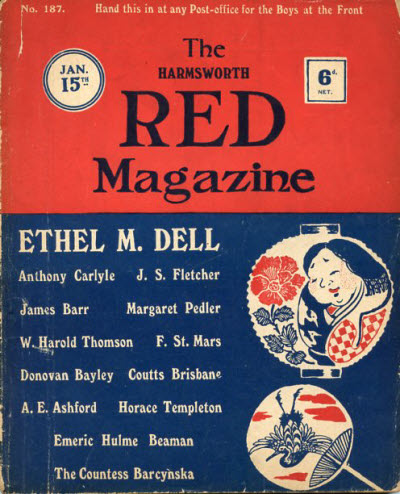 No. 187. Hand this in at any Post-office for the Boys at the Front
JAN.
15TH
The
HARMSWORTH
RED
Magazine
6d.
NET.
ETHEL M. DELL
Anthony Carlyle J. S. Fletcher
James Barr Margaret Pedler
W. Harold Thomson F. St. Mars
Donovan Bayley Coutts Brisbane
A. E. Ashford Horace Templeton
Emeric Hulme Beaman
The Countess Barcynska